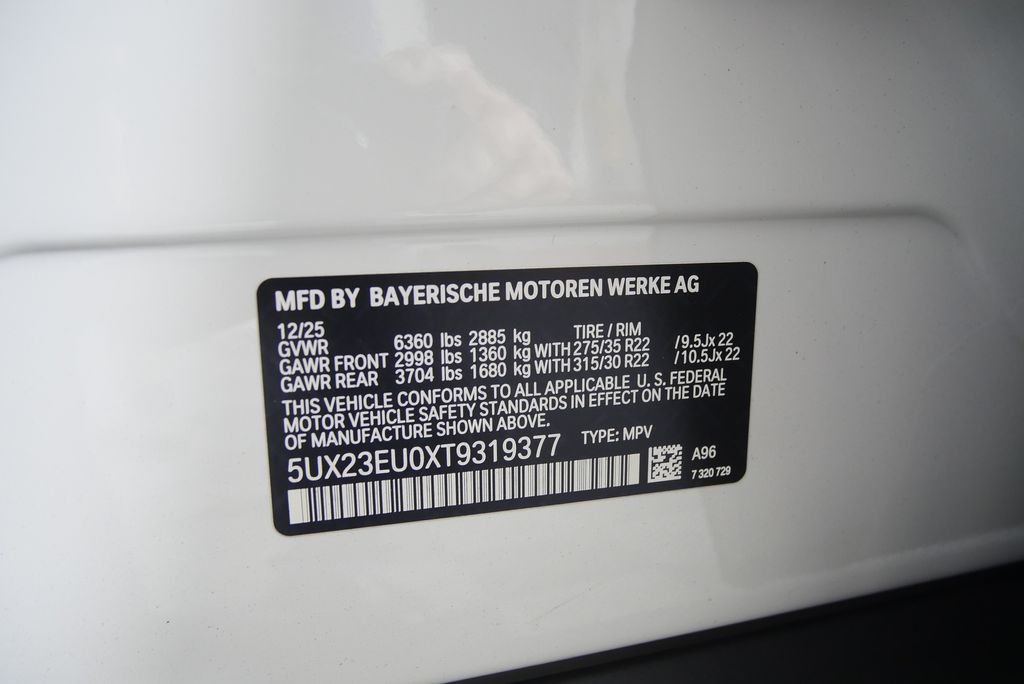 MFD BY BAYERISCHE MOTOREN WERKE AG
12/25
GVWR 6360 lbs 2885 kg TIRE / RIM
GAWR FRONT 2998 lbs 1360 kg WITH 275/35 R22 /9.5Jx 22
GAWR REAR 3704 lbs 1680 kg WITH 315/30 R22 /10.5Jx 22
THIS VEHICLE CONFORMS TO ALL APPLICABLE U. S. FEDERAL
MOTOR VEHICLE SAFETY STANDARDS IN EFFECT ON THE DATE
OF MANUFACTURE SHOWN ABOVE.
5UX23EU0XT9319377 TYPE: MPV
A96
7 320 729